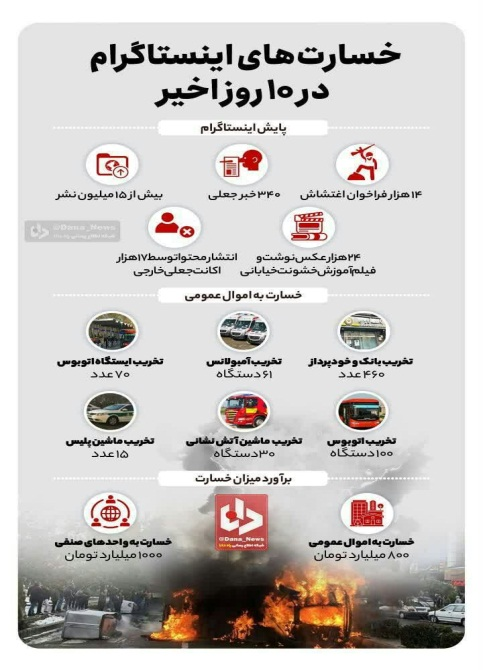 خسارت‌های اینستاگرام
در ۱۰ روز اخیر
پایش اینستاگرام
۱۴ هزار فراخوان اغتشاش
۳۴۰ خبر جعلی
بیش از ۱۵ میلیون نشر
@Dana_News
۲۴ هزار عکس‌نوشت و
فیلم آموزش خشونت خیابانی
انتشار محتوا توسط ۱۷ هزار
اکانت جعلی خارجی
خسارت به اموال عمومی
تخریب بانک و خودپرداز
۴۶۰ عدد
تخریب آمبولانس
۶۱ دستگاه
تخریب ایستگاه اتوبوس
۷۰ عدد
تخریب اتوبوس
۱۰۰ دستگاه
تخریب ماشین آتش نشانی
۳۰ دستگاه
تخریب ماشین پلیس
۱۵ عدد
برآورد میزان خسارت
خسارت به اموال عمومی
۸۰۰ میلیارد تومان
دانا
@Dana_News
خسارت به واحدهای صنفی
۱۰۰۰ میلیارد تومان